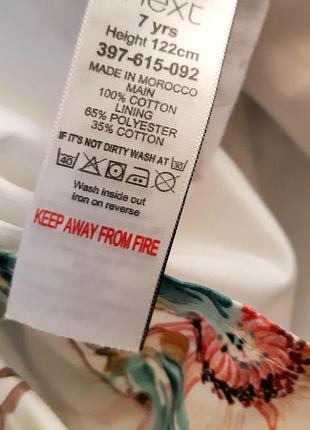 next
7 yrs
Height 122cm
397-615-092
MADE IN MOROCCO
MAIN
100% COTTON
LINING
65% POLYESTER
35% COTTON
IF IT'S NOT DIRTY WASH AT 30
40
Wash inside out
Iron on reverse
KEEP AWAY FROM FIRE